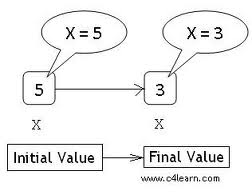 X = 5
X = 3
5
3
X
X
Initial Value
Final Value
www.c4learn.com